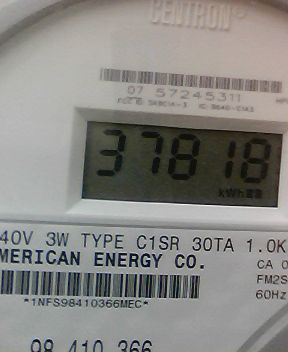 CENTRON®
07 57245311
37818
kWh
40V 3W TYPE C1SR 30TA 1.0K
MERICAN ENERGY CO.
CA 0
FM2S
60Hz
*1NFS98410366MEC*
98 410 366